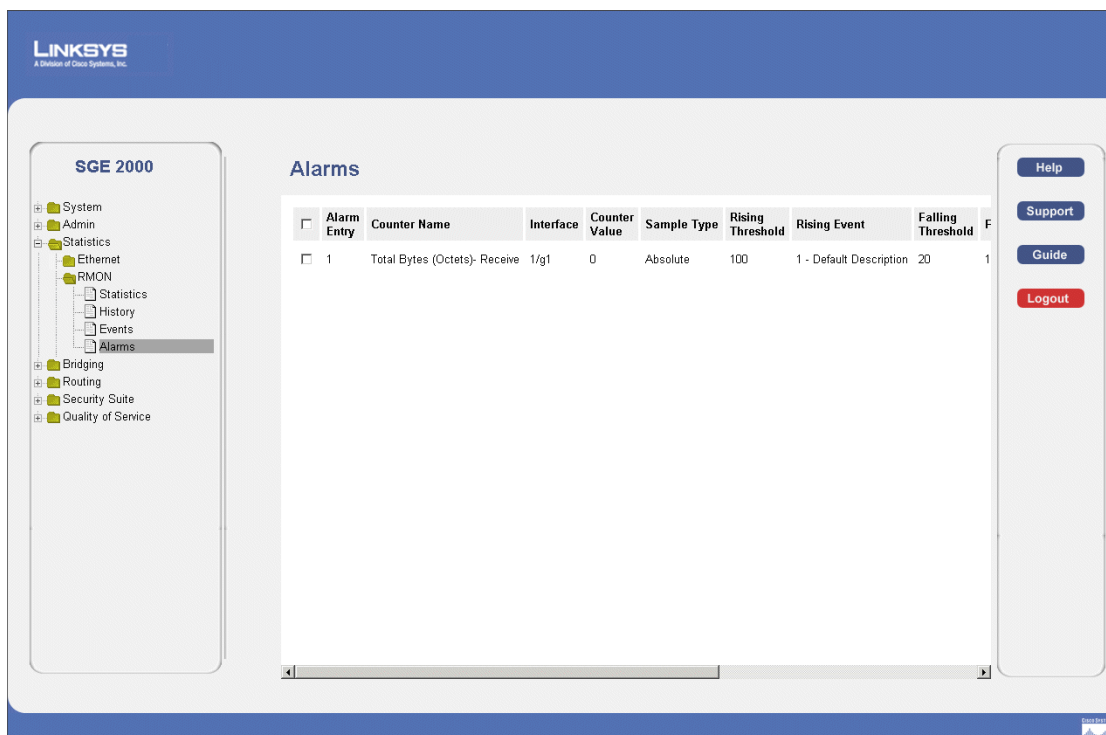 LINKSYS
A Division of Cisco Systems, Inc.
SGE 2000
System
Admin
Statistics
Ethernet
RMON
Statistics
History
Events
Alarms
Bridging
Routing
Security Suite
Quality of Service
Alarms
Alarm Entry Counter Name Interface Counter Value Sample Type Rising Threshold Rising Event Falling Threshold F
1 Total Bytes (Octets)- Receive 1/g1 0 Absolute 100 1 - Default Description 20 1
Help
Support
Guide
Logout